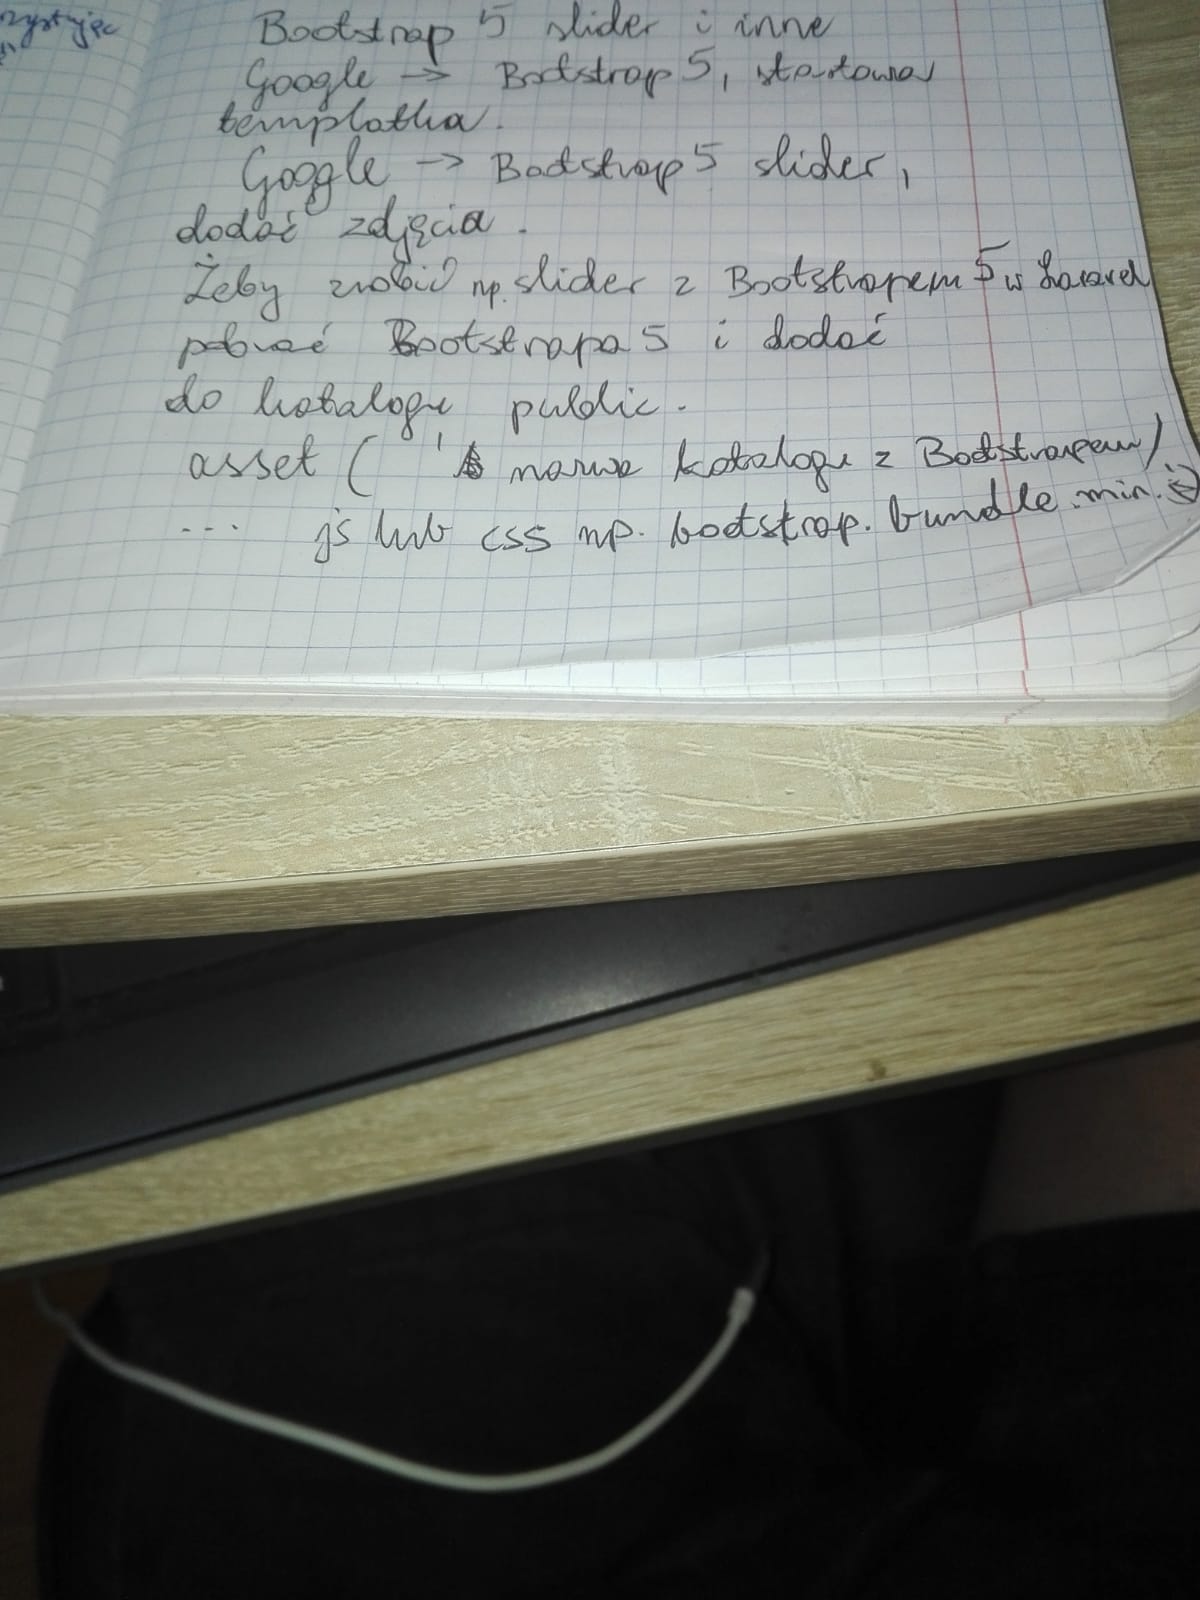 zystając
Bootstrap 5 slider i inne
Google → Bootstrap 5, startowa
templatka.
Google → Bootstrap 5 slider,
dodać zdjęcia.
Żeby zrobić np. slider z Bootstrapem 5 w Laravel
pobrać Bootstrapa 5 i dodać
do katalogu public.
asset ( ' nazwa katalogu z Bootstrapem/
... js lub css np. bootstrap.bundle.min.js